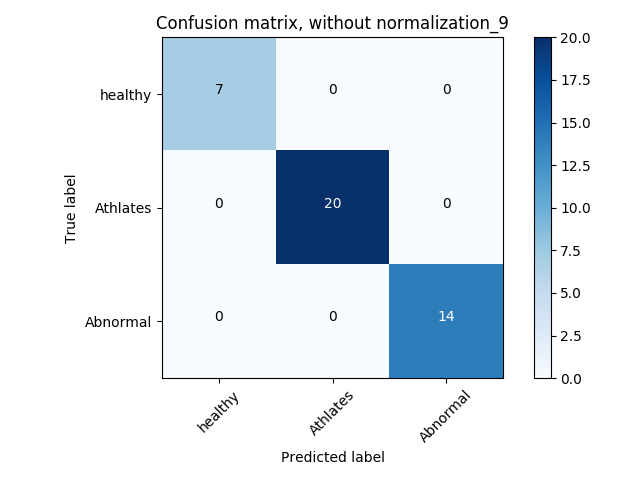 Confusion matrix, without normalization_9
True label
healthy
Athlates
Abnormal
7 0 0
0 20 0
0 0 14
healthy Athlates Abnormal
Predicted label
20.0
17.5
15.0
12.5
10.0
7.5
5.0
2.5
0.0